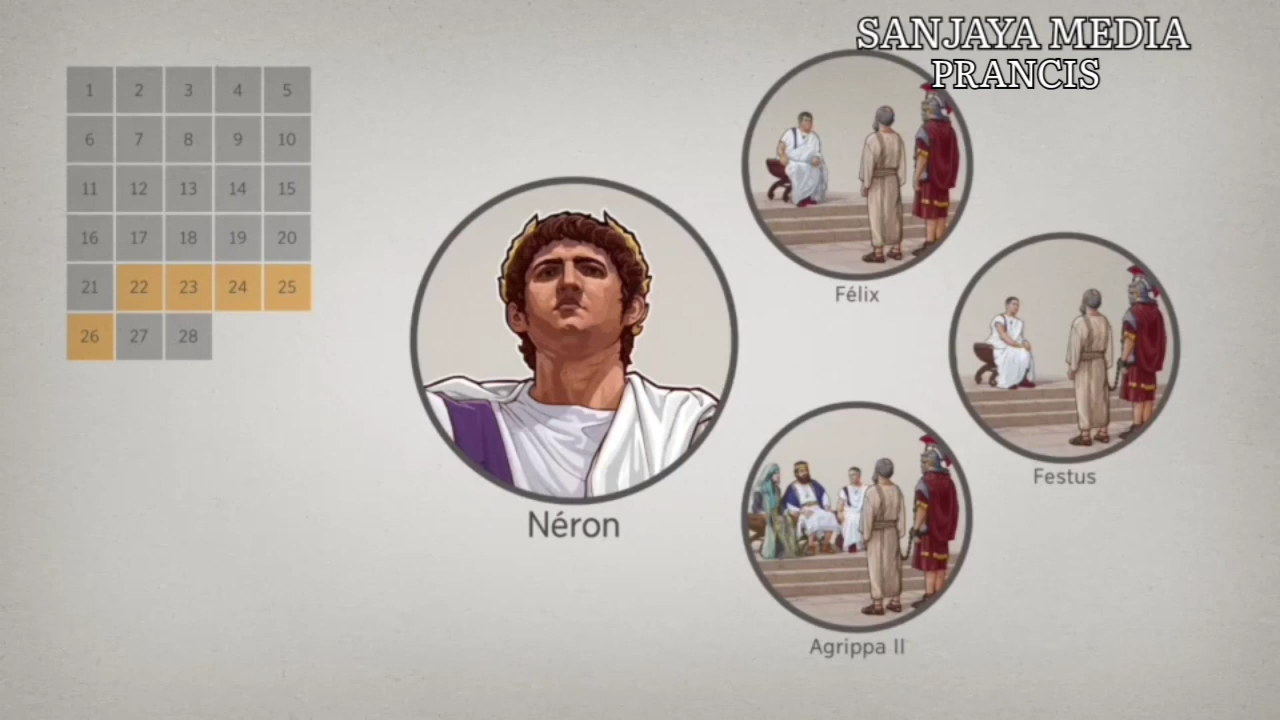 SANJAYA MEDIA
PRANCIS
1 2 3 4 5
6 7 8 9 10
11 12 13 14 15
16 17 18 19 20
21 22 23 24 25
26 27 28
Félix
Festus
Néron
Agrippa II